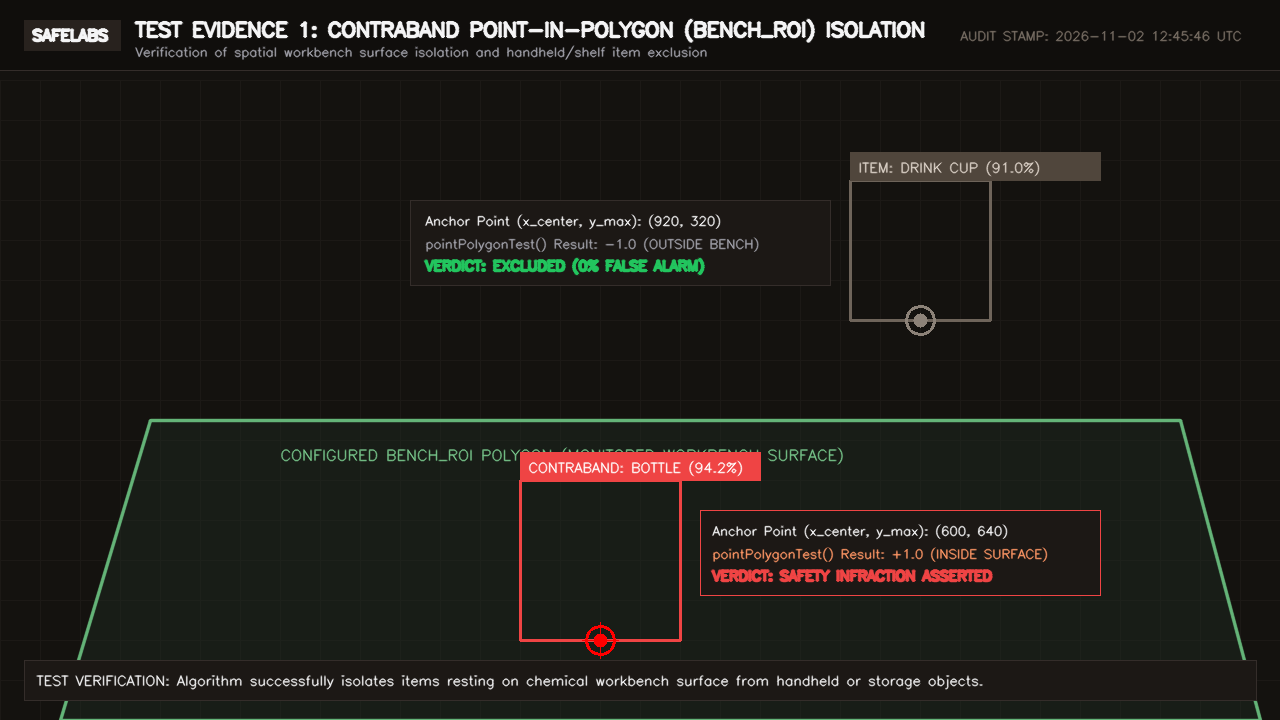 SAFELABS
TEST EVIDENCE 1: CONTRABAND POINT-IN-POLYGON (BENCH_ROI) ISOLATION
Verification of spatial workbench surface isolation and handheld/shelf item exclusion
AUDIT STAMP: 2026-11-02 12:45:46 UTC
ITEM: DRINK CUP (91.0%)
Anchor Point (x_center, y_max): (920, 320)
pointPolygonTest() Result: -1.0 (OUTSIDE BENCH)
VERDICT: EXCLUDED (0% FALSE ALARM)
CONFIGURED BENCH_ROI POLYGON (MONITORED WORKBENCH SURFACE)
CONTRABAND: BOTTLE (94.2%)
Anchor Point (x_center, y_max): (600, 640)
pointPolygonTest() Result: +1.0 (INSIDE SURFACE)
VERDICT: SAFETY INFRACTION ASSERTED
TEST VERIFICATION: Algorithm successfully isolates items resting on chemical workbench surface from handheld or storage objects.